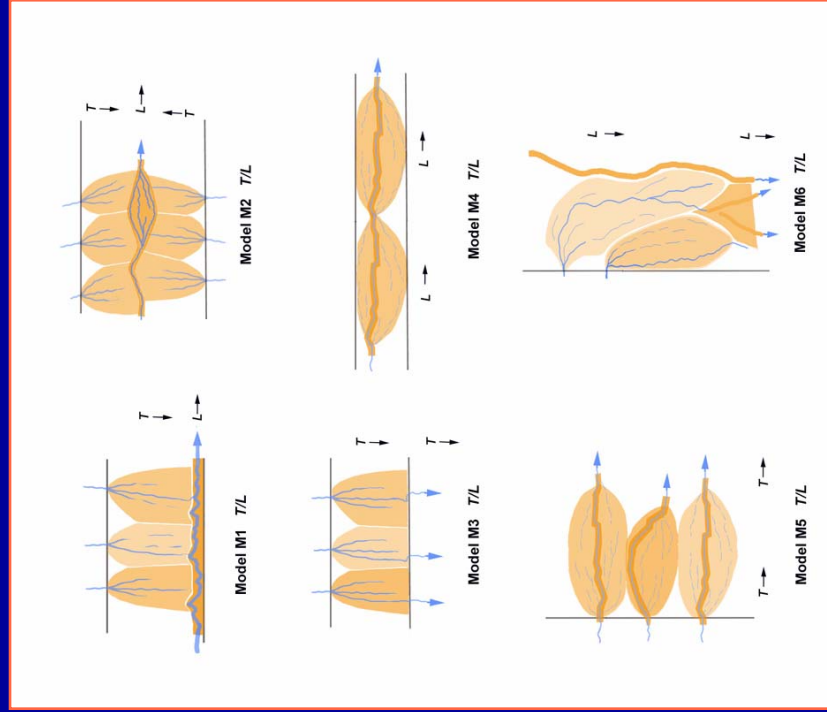 T
L
Model M1 T/L
T
L
T
Model M2 T/L
T
T
Model M3 T/L
L L
Model M4 T/L
T T
Model M5 T/L
L
L
Model M6 T/L